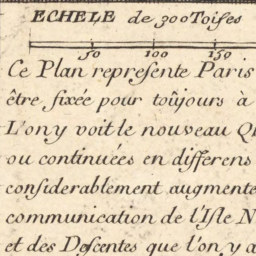 ECHELE de 300 Toises
50 100 150
Ce Plan represente Paris
être fixée pour toûjours à
L'on y voit le nouveau
ou continuées en differens
considerablement augmente
communication de l'Isle N
et des Descentes que l'on y a